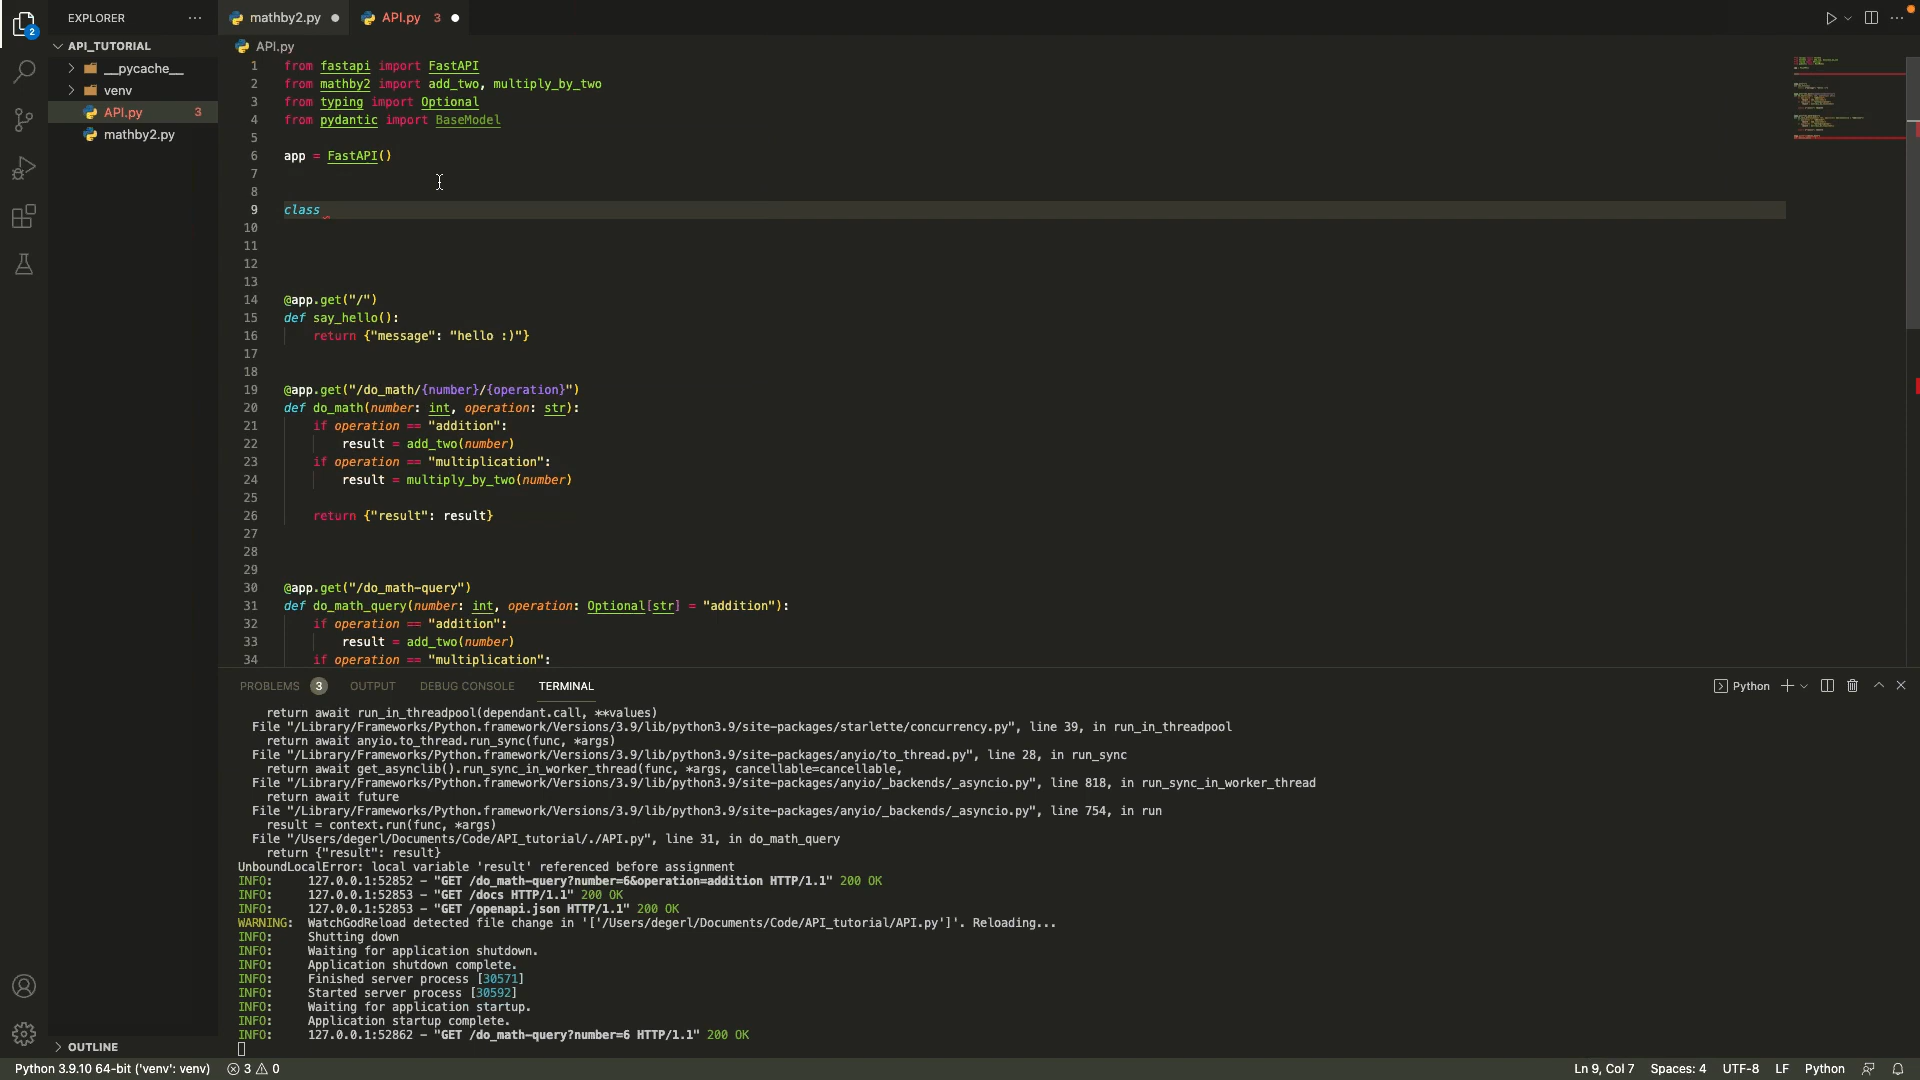 2
EXPLORER
API_TUTORIAL
__pycache__
venv
API.py 3
mathby2.py
OUTLINE
mathby2.py
API.py 3
API.py
1 from fastapi import FastAPI
2 from mathby2 import add_two, multiply_by_two
3 from typing import Optional
4 from pydantic import BaseModel
5
6 app = FastAPI()
7
8
9 class
10
11
12
13
14 @app.get("/")
15 def say_hello():
16 return {"message": "hello :)"}
17
18
19 @app.get("/do_math/{number}/{operation}")
20 def do_math(number: int, operation: str):
21 if operation == "addition":
22 result = add_two(number)
23 if operation == "multiplication":
24 result = multiply_by_two(number)
25
26 return {"result": result}
27
28
29
30 @app.get("/do_math-query")
31 def do_math_query(number: int, operation: Optional[str] = "addition"):
32 if operation == "addition":
33 result = add_two(number)
34 if operation == "multiplication":
PROBLEMS 3 OUTPUT DEBUG CONSOLE TERMINAL Python
return await run_in_threadpool(dependant.call, **values)
File "/Library/Frameworks/Python.framework/Versions/3.9/lib/python3.9/site-packages/starlette/concurrency.py", line 39, in run_in_threadpool
return await anyio.to_thread.run_sync(func, *args)
File "/Library/Frameworks/Python.framework/Versions/3.9/lib/python3.9/site-packages/anyio/to_thread.py", line 28, in run_sync
return await get_asynclib().run_sync_in_worker_thread(func, *args, cancellable=cancellable,
File "/Library/Frameworks/Python.framework/Versions/3.9/lib/python3.9/site-packages/anyio/_backends/_asyncio.py", line 818, in run_sync_in_worker_thread
return await future
File "/Library/Frameworks/Python.framework/Versions/3.9/lib/python3.9/site-packages/anyio/_backends/_asyncio.py", line 754, in run
result = context.run(func, *args)
File "/Users/degerl/Documents/Code/API_tutorial/./API.py", line 31, in do_math_query
return {"result": result}
UnboundLocalError: local variable 'result' referenced before assignment
INFO: 127.0.0.1:52852 - "GET /do_math-query?number=6&operation=addition HTTP/1.1" 200 OK
INFO: 127.0.0.1:52853 - "GET /docs HTTP/1.1" 200 OK
INFO: 127.0.0.1:52853 - "GET /openapi.json HTTP/1.1" 200 OK
WARNING: WatchGodReload detected file change in '['/Users/degerl/Documents/Code/API_tutorial/API.py']'. Reloading...
INFO: Shutting down
INFO: Waiting for application shutdown.
INFO: Application shutdown complete.
INFO: Finished server process [30571]
INFO: Started server process [30592]
INFO: Waiting for application startup.
INFO: Application startup complete.
INFO: 127.0.0.1:52862 - "GET /do_math-query?number=6 HTTP/1.1" 200 OK
Python 3.9.10 64-bit ('venv': venv) 3 0 Ln 9, Col 7 Spaces: 4 UTF-8 LF Python